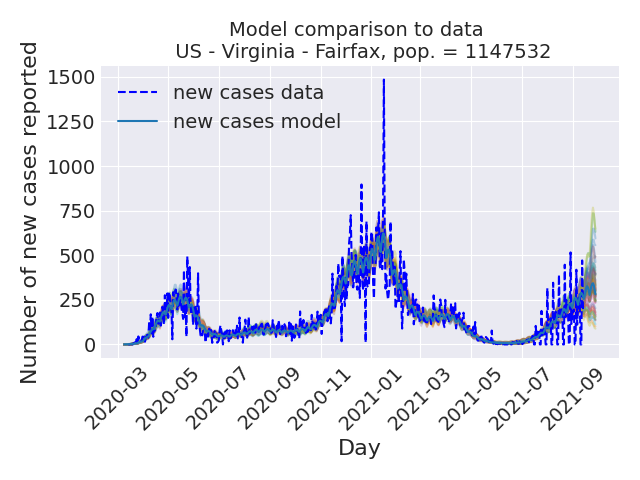 Model comparison to data
US - Virginia - Fairfax, pop. = 1147532
Number of new cases reported
1500
1250
1000
750
500
250
0
new cases data
new cases model
2020-03
2020-05
2020-07
2020-09
2020-11
2021-01
2021-03
2021-05
2021-07
2021-09
Day